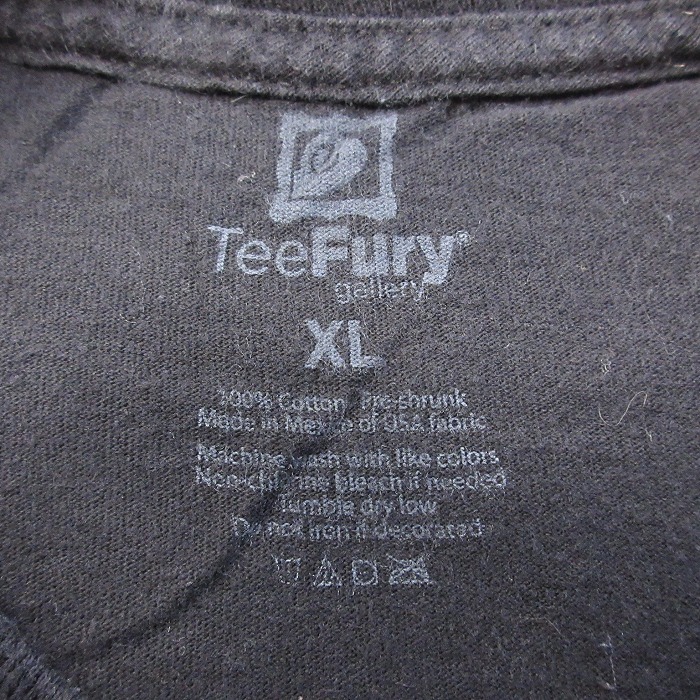 TeeFury®
gallery
XL
100% Cotton Pre-shrunk
Made in Mexico of USA fabric
Machine wash with like colors
Non-chlorine bleach if needed
Tumble dry low
Do not iron if decorated